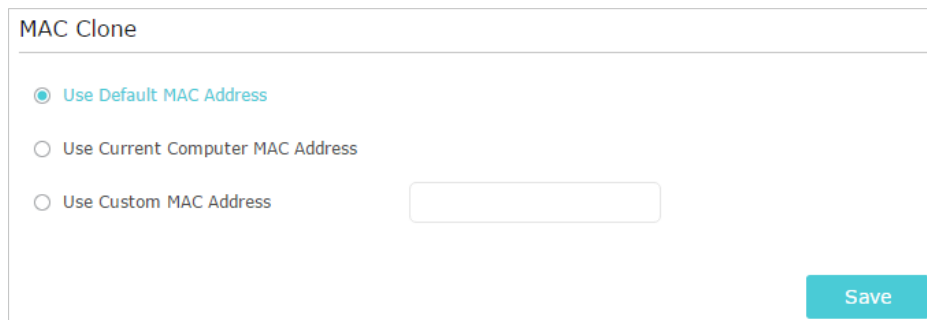 MAC Clone
Use Default MAC Address
Use Current Computer MAC Address
Use Custom MAC Address
Save